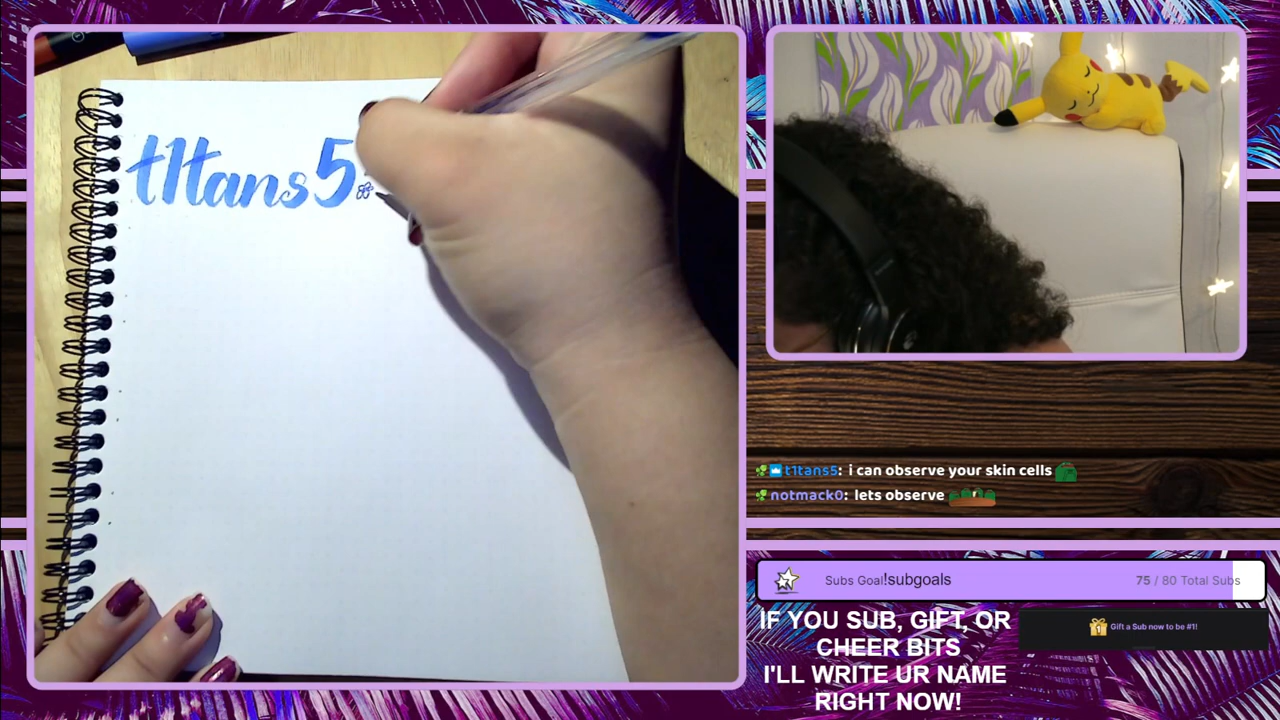 t1tans5
t1tans5: i can observe your skin cells
notmack0: lets observe
Subs Goal!subgoals 75 / 80 Total Subs
Gift a Sub now to be #1!
IF YOU SUB, GIFT, OR
CHEER BITS
I'LL WRITE UR NAME
RIGHT NOW!